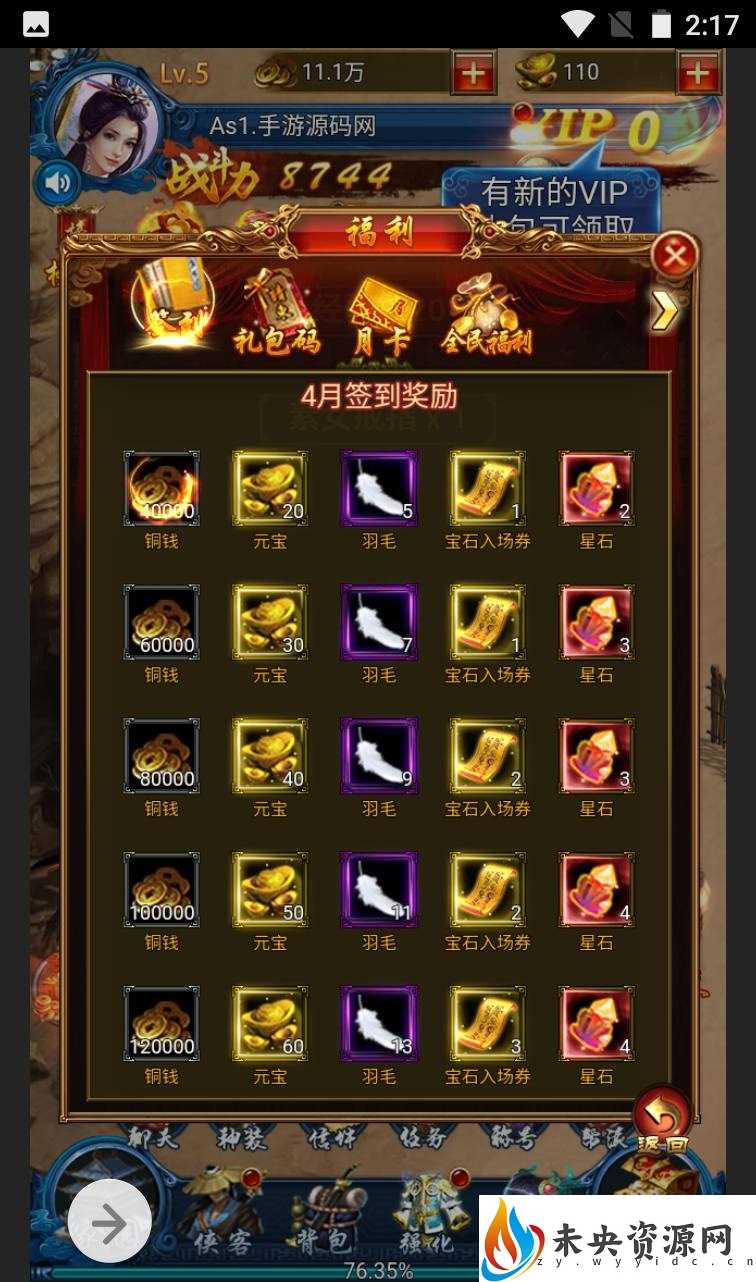 2:17
Lv.5
11.1万
110
As1.手游源码网
VIP 0
战斗力 8744
有新的VIP
福利
签到
礼包码
月卡
全民福利
4月签到奖励
40000 20 5 1 2
铜钱 元宝 羽毛 宝石入场券 星石
60000 30 7 1 3
铜钱 元宝 羽毛 宝石入场券 星石
80000 40 9 2 3
铜钱 元宝 羽毛 宝石入场券 星石
100000 50 11 2 4
铜钱 元宝 羽毛 宝石入场券 星石
120000 60 13 3 4
铜钱 元宝 羽毛 宝石入场券 星石
返回
聊天 神装 任务 称号
侠客 背包 强化
76.35%
未央资源网
zy.wyyidc.cn